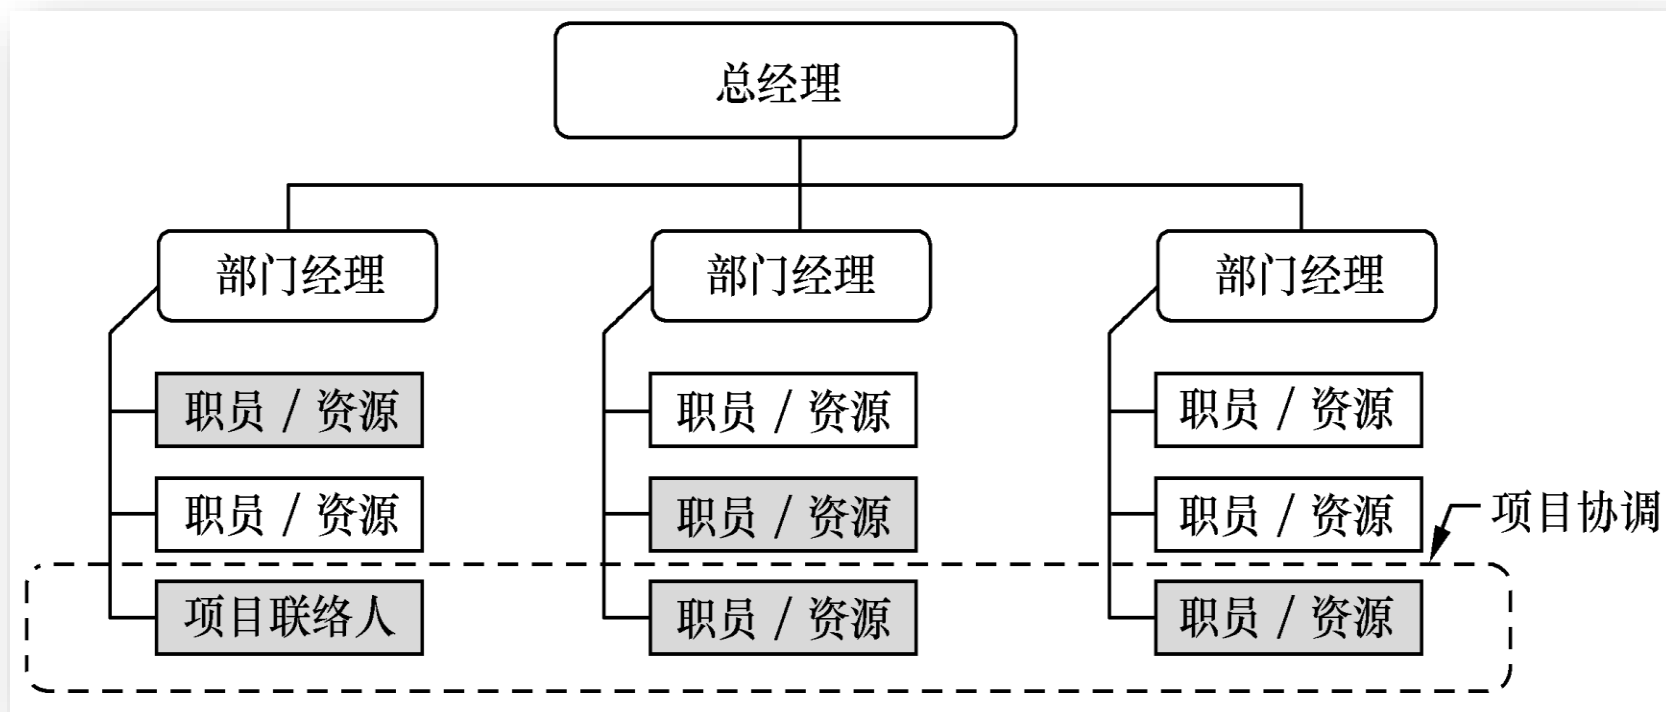 总经理
部门经理
部门经理
部门经理
职员 / 资源
职员 / 资源
职员 / 资源
职员 / 资源
职员 / 资源
职员 / 资源
项目协调
项目联络人
职员 / 资源
职员 / 资源